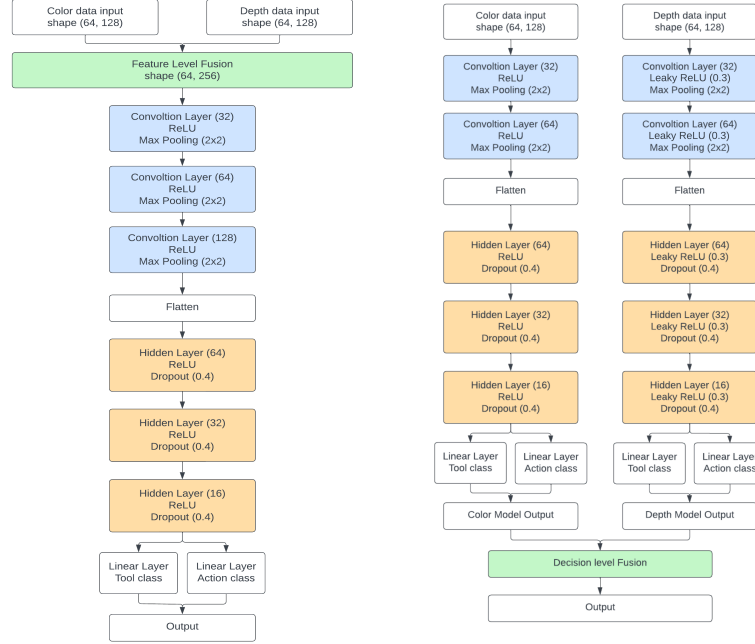 Color data input
shape (64, 128)
Depth data input
shape (64, 128)
Feature Level Fusion
shape (64, 256)
Convoltion Layer (32)
ReLU
Max Pooling (2x2)
Convoltion Layer (64)
ReLU
Max Pooling (2x2)
Convoltion Layer (128)
ReLU
Max Pooling (2x2)
Flatten
Hidden Layer (64)
ReLU
Dropout (0.4)
Hidden Layer (32)
ReLU
Dropout (0.4)
Hidden Layer (16)
ReLU
Dropout (0.4)
Linear Layer
Tool class
Linear Layer
Action class
Output
Color data input
shape (64, 128)
Convoltion Layer (32)
ReLU
Max Pooling (2x2)
Convoltion Layer (64)
ReLU
Max Pooling (2x2)
Flatten
Hidden Layer (64)
ReLU
Dropout (0.4)
Hidden Layer (32)
ReLU
Dropout (0.4)
Hidden Layer (16)
ReLU
Dropout (0.4)
Linear Layer
Tool class
Linear Layer
Action class
Color Model Output
Depth data input
shape (64, 128)
Convoltion Layer (32)
Leaky ReLU (0.3)
Max Pooling (2x2)
Convoltion Layer (64)
Leaky ReLU (0.3)
Max Pooling (2x2)
Flatten
Hidden Layer (64)
Leaky ReLU (0.3)
Dropout (0.4)
Hidden Layer (32)
Leaky ReLU (0.3)
Dropout (0.4)
Hidden Layer (16)
Leaky ReLU (0.3)
Dropout (0.4)
Linear Layer
Tool class
Linear Laye
Action class
Depth Model Output
Decision level Fusion
Output